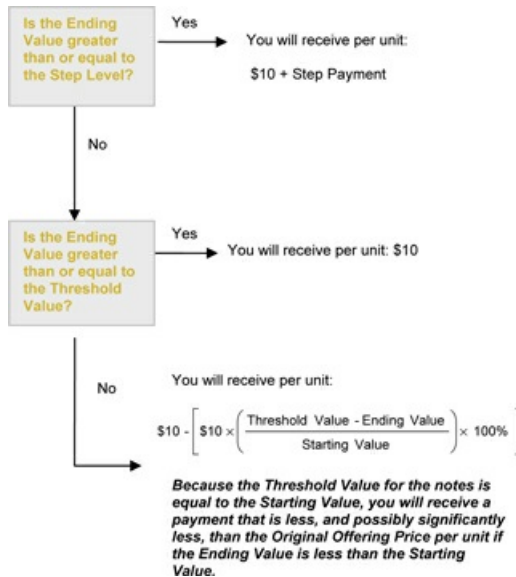 Is the Ending
Value greater
than or equal to
the Step Level?
Yes
You will receive per unit:
$10 + Step Payment
No
Is the Ending
Value greater
than or equal to
the Threshold
Value?
Yes
You will receive per unit: $10
No
You will receive per unit:
$10 - [ $10 × ( Threshold Value - Ending Value
Starting Value
) × 100% ]
Because the Threshold Value for the notes is
equal to the Starting Value, you will receive a
payment that is less, and possibly significantly
less, than the Original Offering Price per unit if
the Ending Value is less than the Starting
Value.